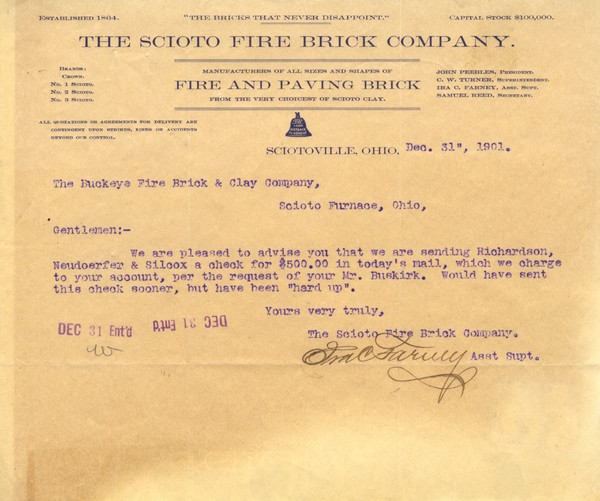 Established 1864.
"The Bricks That Never Disappoint."
Capital Stock $100,000.
THE SCIOTO FIRE BRICK COMPANY.
Brands:
Crown.
No. 1 Scioto.
No. 2 Scioto.
No. 3 Scioto.
Manufacturers of All Sizes and Shapes of
FIRE AND PAVING BRICK
From the Very Choicest of Scioto Clay.
John Peebles, President.
C. W. Turner, Superintendent.
Ira C. Farney, Asst. Supt.
Samuel Reed, Secretary.
All quotations or agreements for delivery are
contingent upon strikes, fires or accidents
beyond our control.
Sciotoville, Ohio, Dec. 31", 1901.
The Buckeye Fire Brick & Clay Company,
Scioto Furnace, Ohio,
Gentlemen:-
We are pleased to advise you that we are sending Richardson,
Neudoerfer & Silcox a check for $500.00 in today's mail, which we charge
to your account, per the request of your Mr. Buskirk. Would have sent
this check sooner, but have been "hard up".
Yours very truly,
The Scioto Fire Brick Company.
Ira C Farney Asst Supt.
DEC 31 Ent'd
DEC 31 Ent'd